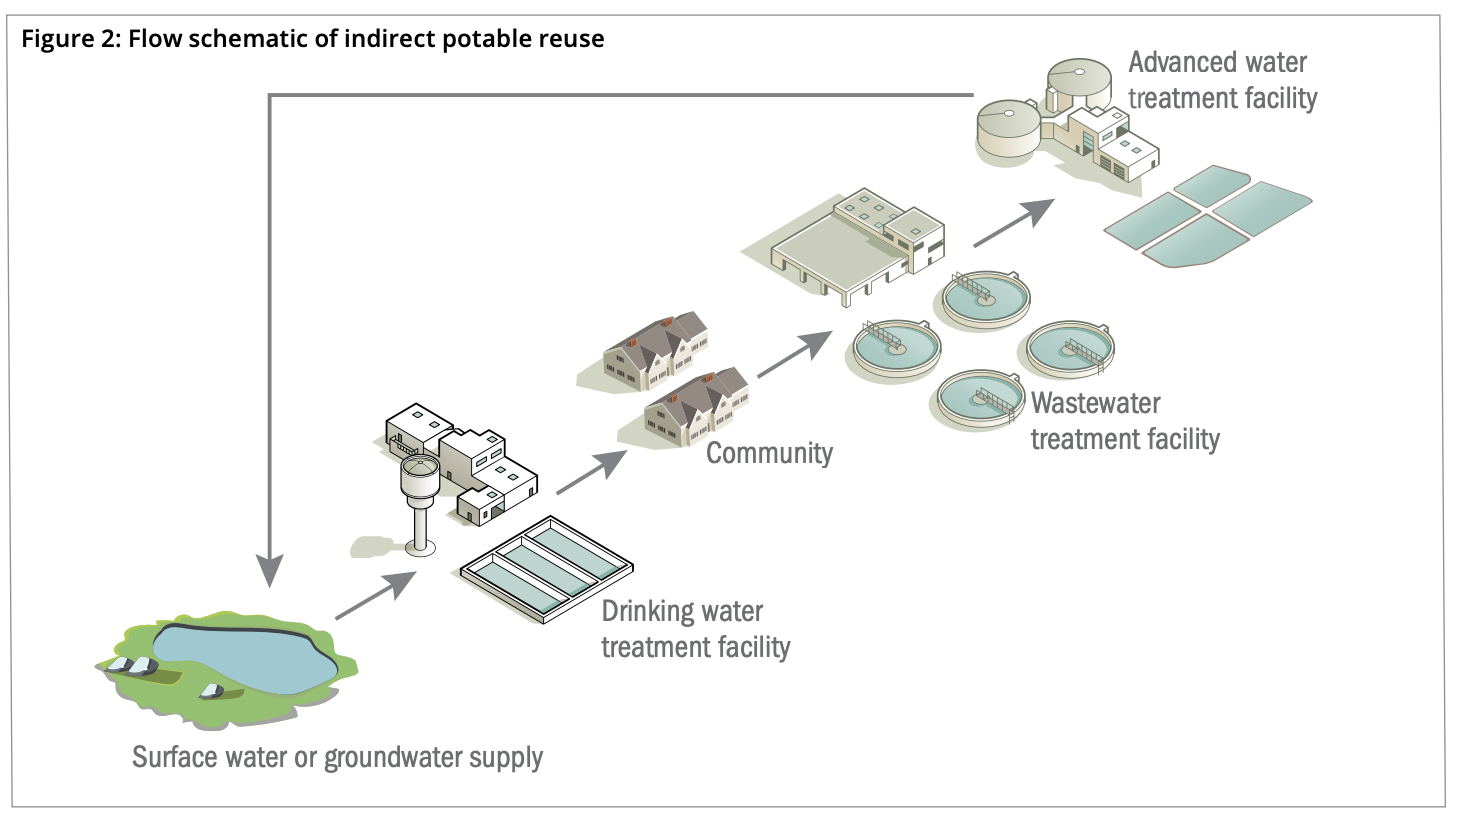 Figure 2: Flow schematic of indirect potable reuse
Advanced water
treatment facility
Wastewater
treatment facility
Community
Drinking water
treatment facility
Surface water or groundwater supply